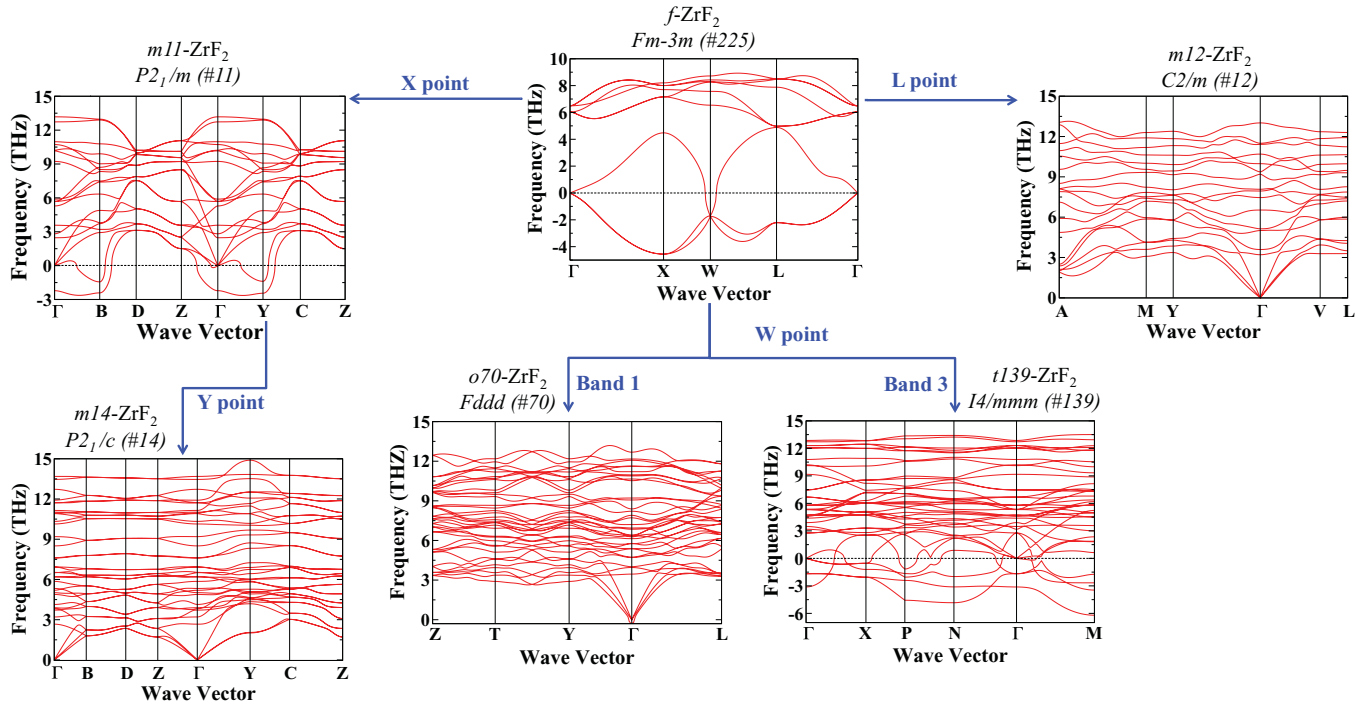 f-ZrF2
Fm-3m (#225)
m11-ZrF2
P21/m (#11)
m12-ZrF2
C2/m (#12)
X point
L point
15
12
9
6
3
0
-3
Frequency (THz)
Γ B D Z Γ Y C Z
Wave Vector
10
8
6
4
2
0
-2
-4
Frequency (THz)
Γ X W L Γ
Wave Vector
15
12
9
6
3
0
Frequency (THz)
A M Y Γ V L
Wave Vector
W point
Y point
Band 1
Band 3
m14-ZrF2
P21/c (#14)
o70-ZrF2
Fddd (#70)
t139-ZrF2
I4/mmm (#139)
15
12
9
6
3
0
Frequency (THz)
Γ B D Z Γ Y C Z
Wave Vector
15
12
9
6
3
0
Frequency (THZ)
Z T Y Γ L
Wave Vector
15
12
9
6
3
0
-3
-6
Frequency (THz)
Γ X P N Γ M
Wave Vector